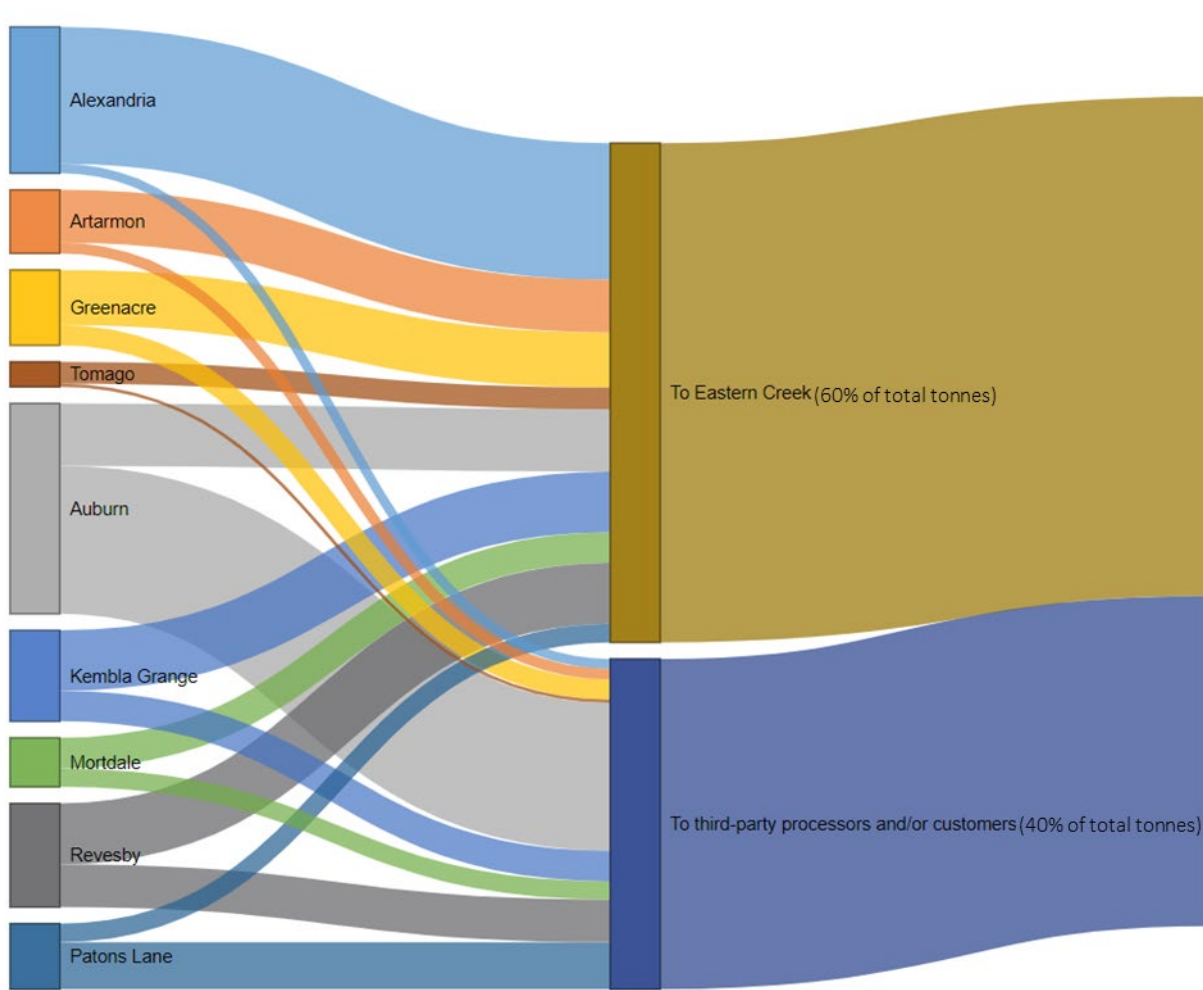 Alexandria
Artarmon
Greenacre
Tomago
Auburn
Kembla Grange
Mortdale
Revesby
Patons Lane
To Eastern Creek (60% of total tonnes)
To third-party processors and/or customers (40% of total tonnes)